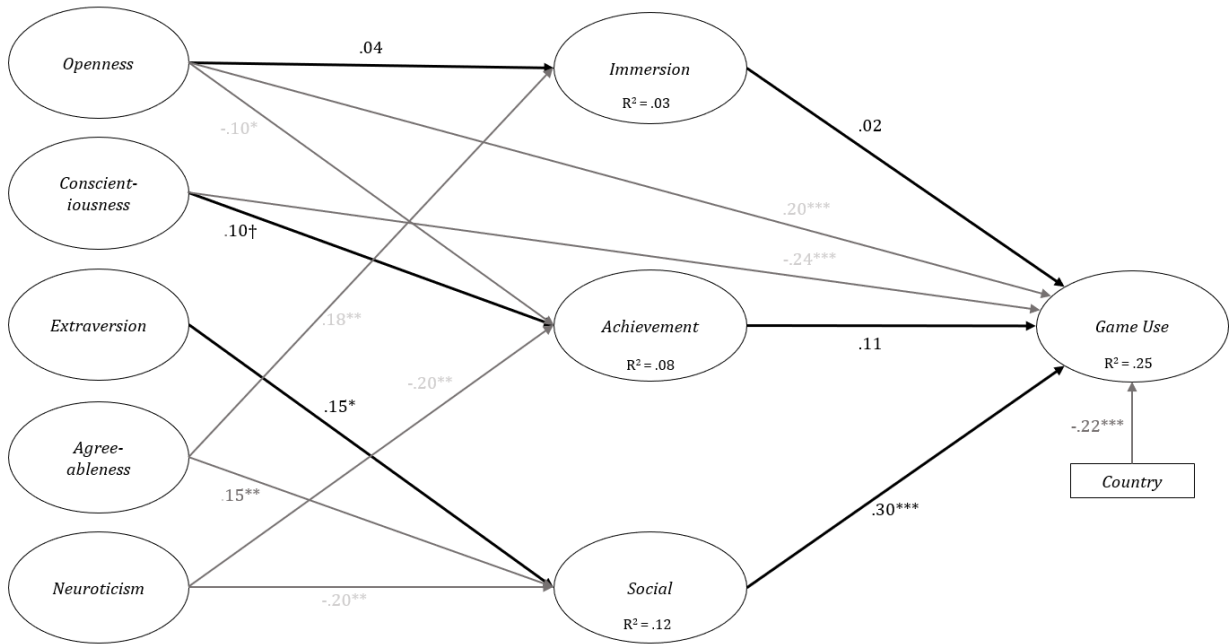 Openness
.04
Immersion
R² = .03
-.10*
.02
Conscient-
iousness
.10†
.20***
-.24***
Extraversion
.18**
Achievement
R² = .08
.11
Game Use
R² = .25
-.20**
.15*
Agree-
ableness
.15**
-.22***
Country
.30***
Neuroticism
-.20**
Social
R² = .12